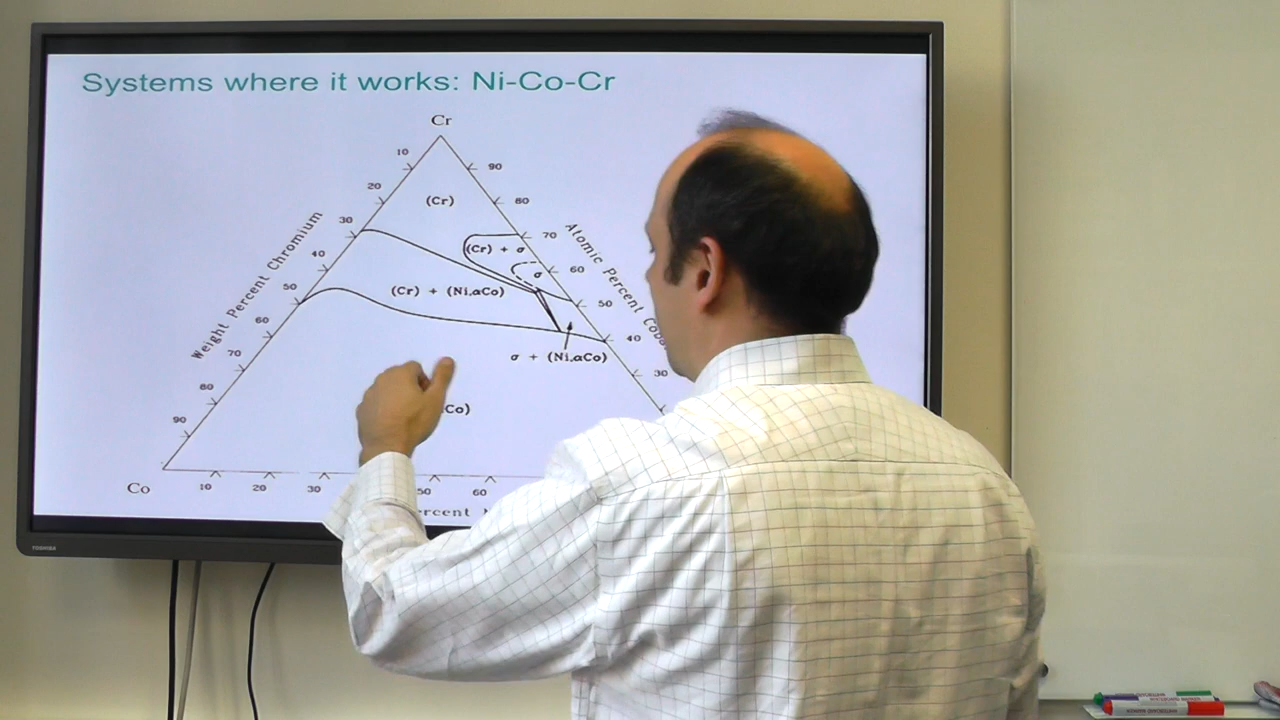 Systems where it works: Ni-Co-Cr
Cr
10
90
20
(Cr)
80
30
(Cr) + σ
70
40
σ
60
50
(Cr) + (Ni,αCo)
50
60
40
70
σ + (Ni,αCo)
30
80
90
Co)
Weight Percent Chromium
Atomic Percent
Co
10
20
30
50
60
TOSHIBA